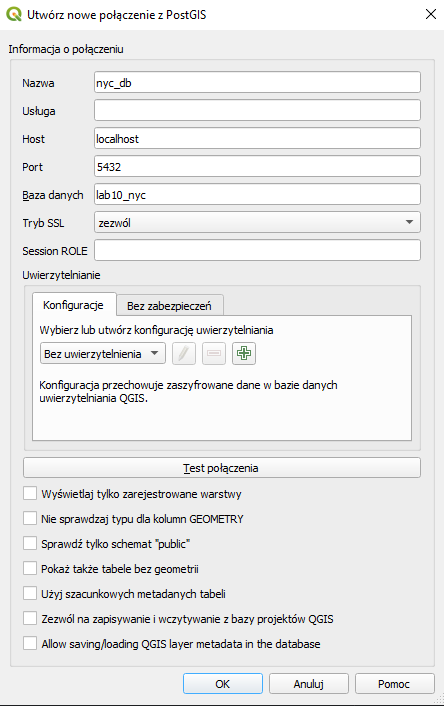 Utwórz nowe połączenie z PostGIS
Informacja o połączeniu
Nazwa nyc_db
Usługa
Host localhost
Port 5432
Baza danych lab10_nyc
Tryb SSL zezwól
Session ROLE
Uwierzytelnianie
Konfiguracje Bez zabezpieczeń
Wybierz lub utwórz konfigurację uwierzytelniania
Bez uwierzytelnienia
Konfiguracja przechowuje zaszyfrowane dane w bazie danych
uwierzytelniania QGIS.
Test połączenia
Wyświetlaj tylko zarejestrowane warstwy
Nie sprawdzaj typu dla kolumn GEOMETRY
Sprawdź tylko schemat "public"
Pokaż także tabele bez geometrii
Użyj szacunkowych metadanych tabeli
Zezwól na zapisywanie i wczytywanie z bazy projektów QGIS
Allow saving/loading QGIS layer metadata in the database
OK Anuluj Pomoc